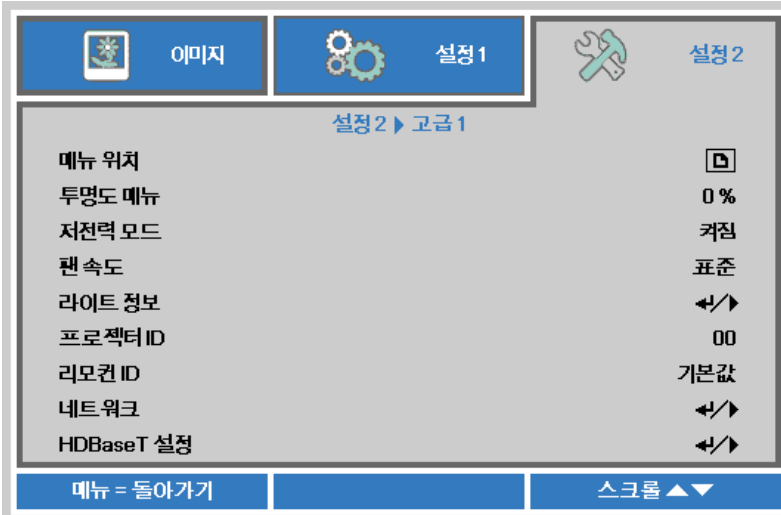 이미지 설정 1 설정 2
설정 2 ▶ 고급 1
메뉴 위치
투명도 메뉴 0 %
저전력 모드 켜짐
팬 속도 표준
라이트 정보 ↵/▶
프로젝터 ID 00
리모컨 ID 기본값
네트워크 ↵/▶
HDBaseT 설정 ↵/▶
메뉴 = 돌아가기 스크롤 ▲▼